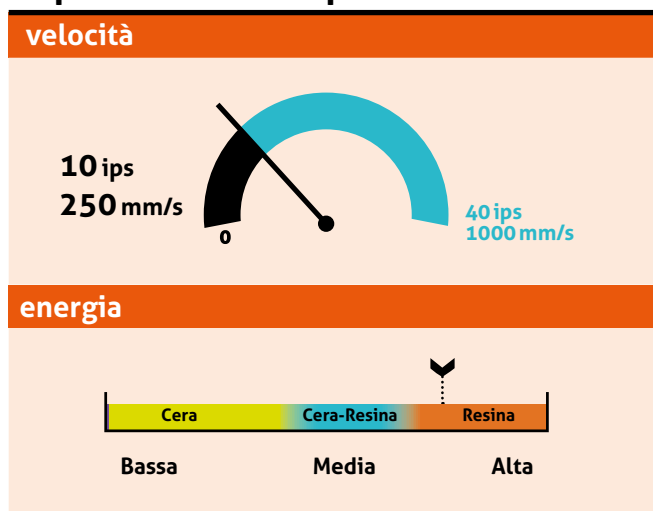 velocità
10 ips
250 mm/s
0
40 ips
1000 mm/s
energia
Cera Cera-Resina Resina
Bassa Media Alta